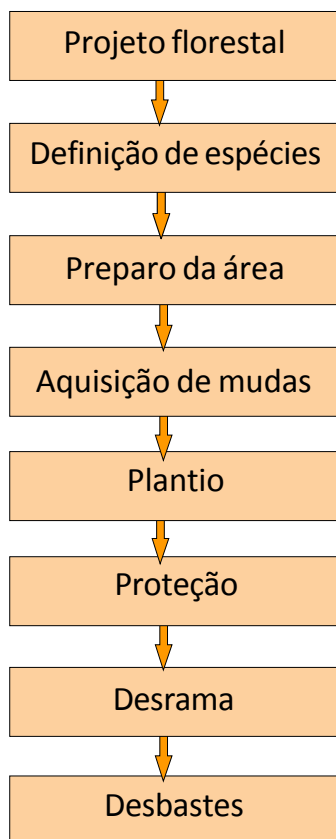 Projeto florestal
Definição de espécies
Preparo da área
Aquisição de mudas
Plantio
Proteção
Desrama
Desbastes